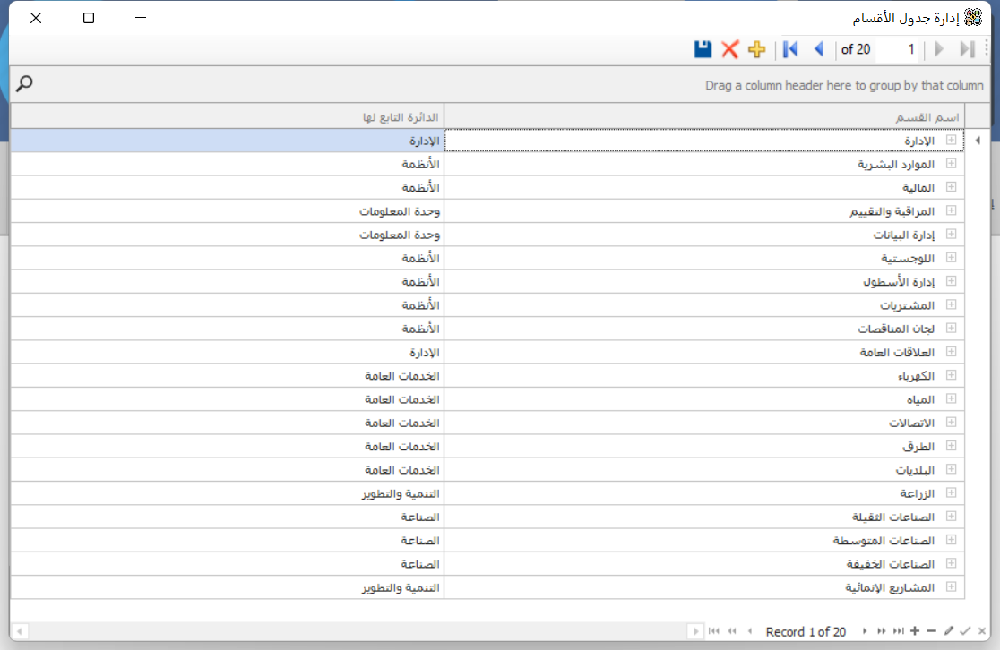 إدارة جدول الأقسام
1 of 20
Drag a column header here to group by that column
اسم القسم الدائرة التابع لها
الإدارة الإدارة
الموارد البشرية الأنظمة
المالية الأنظمة
المراقبة والتقييم وحدة المعلومات
إدارة البيانات وحدة المعلومات
اللوجستية الأنظمة
إدارة الأسطول الأنظمة
المشتريات الأنظمة
لجان المناقصات الأنظمة
العلاقات العامة الإدارة
الكهرباء الخدمات العامة
المياه الخدمات العامة
الاتصالات الخدمات العامة
الطرق الخدمات العامة
البلديات الخدمات العامة
الزراعة التنمية والتطوير
الصناعات الثقيلة الصناعة
الصناعات المتوسطة الصناعة
الصناعات الخفيفة الصناعة
المشاريع الإنمائية التنمية والتطوير
Record 1 of 20